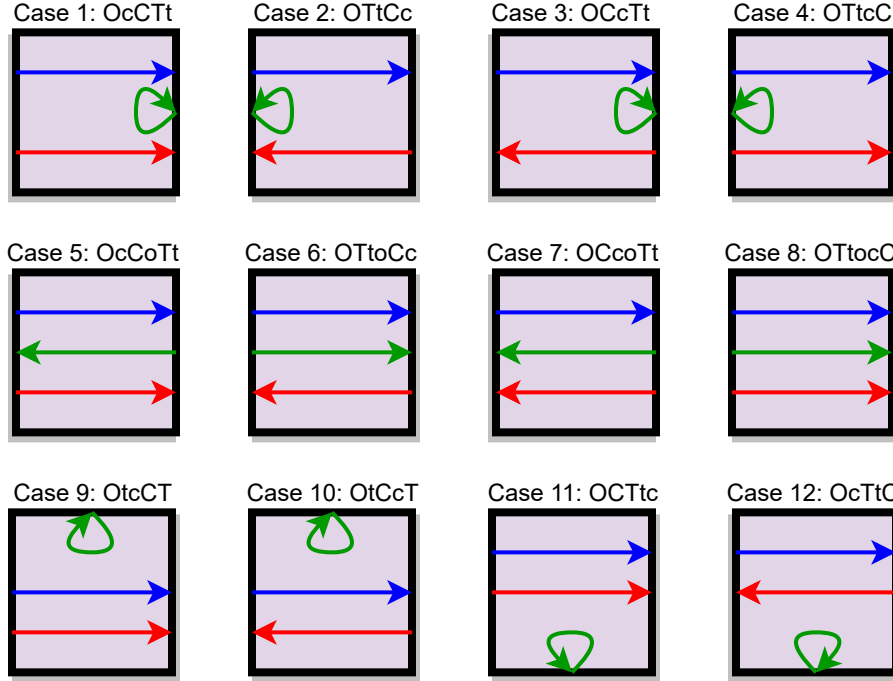 Case 1: OcCTt
Case 2: OTtCc
Case 3: OCcTt
Case 4: OTtcC
Case 5: OcCoTt
Case 6: OTtoCc
Case 7: OCcoTt
Case 8: OTtocC
Case 9: OtcCT
Case 10: OtCcT
Case 11: OCTtc
Case 12: OcTtC